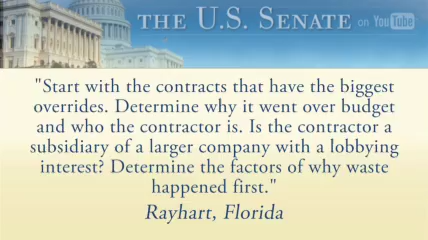 THE U.S. SENATE on YouTube
"Start with the contracts that have the biggest
overrides. Determine why it went over budget
and who the contractor is. Is the contractor a
subsidiary of a larger company with a lobbying
interest? Determine the factors of why waste
happened first."
Rayhart, Florida